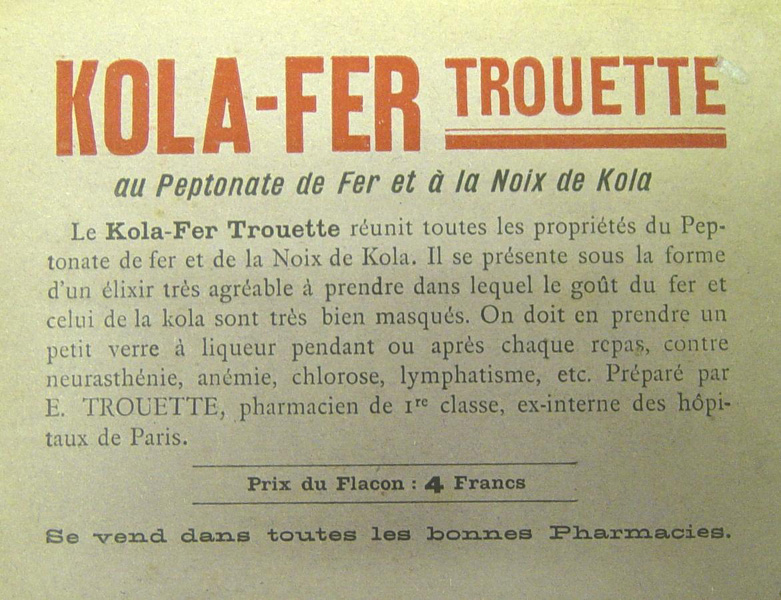 KOLA-FER TROUETTE
au Peptonate de Fer et à la Noix de Kola
Le Kola-Fer Trouette réunit toutes les propriétés du Pep-
tonate de fer et de la Noix de Kola. Il se présente sous la forme
d'un élixir très agréable à prendre dans lequel le goût du fer et
celui de la kola sont très bien masqués. On doit en prendre un
petit verre à liqueur pendant ou après chaque repas, contre
neurasthénie, anémie, chlorose, lymphatisme, etc. Préparé par
E. TROUETTE, pharmacien de 1re classe, ex-interne des hôpi-
taux de Paris.
Prix du Flacon : 4 Francs
Se vend dans toutes les bonnes Pharmacies.